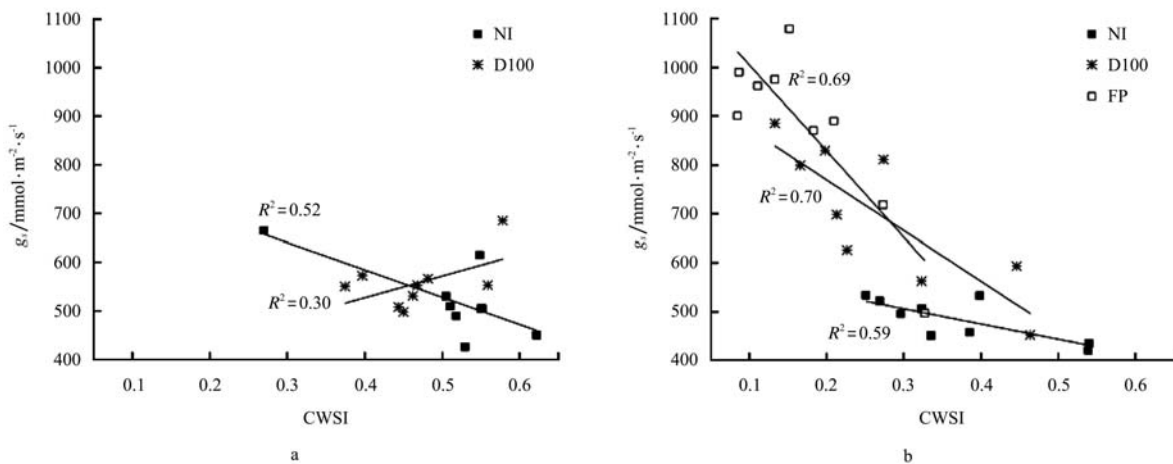 1100
1000
900
800
700
600
500
400
g_s/mmol·m⁻²·s⁻¹
NI
D100
R²=0.52
R²=0.30
0.1 0.2 0.3 0.4 0.5 0.6
CWSI
a
1100
1000
900
800
700
600
500
400
g_s/mmol·m⁻²·s⁻¹
NI
D100
FP
R²=0.69
R²=0.70
R²=0.59
0.1 0.2 0.3 0.4 0.5 0.6
CWSI
b